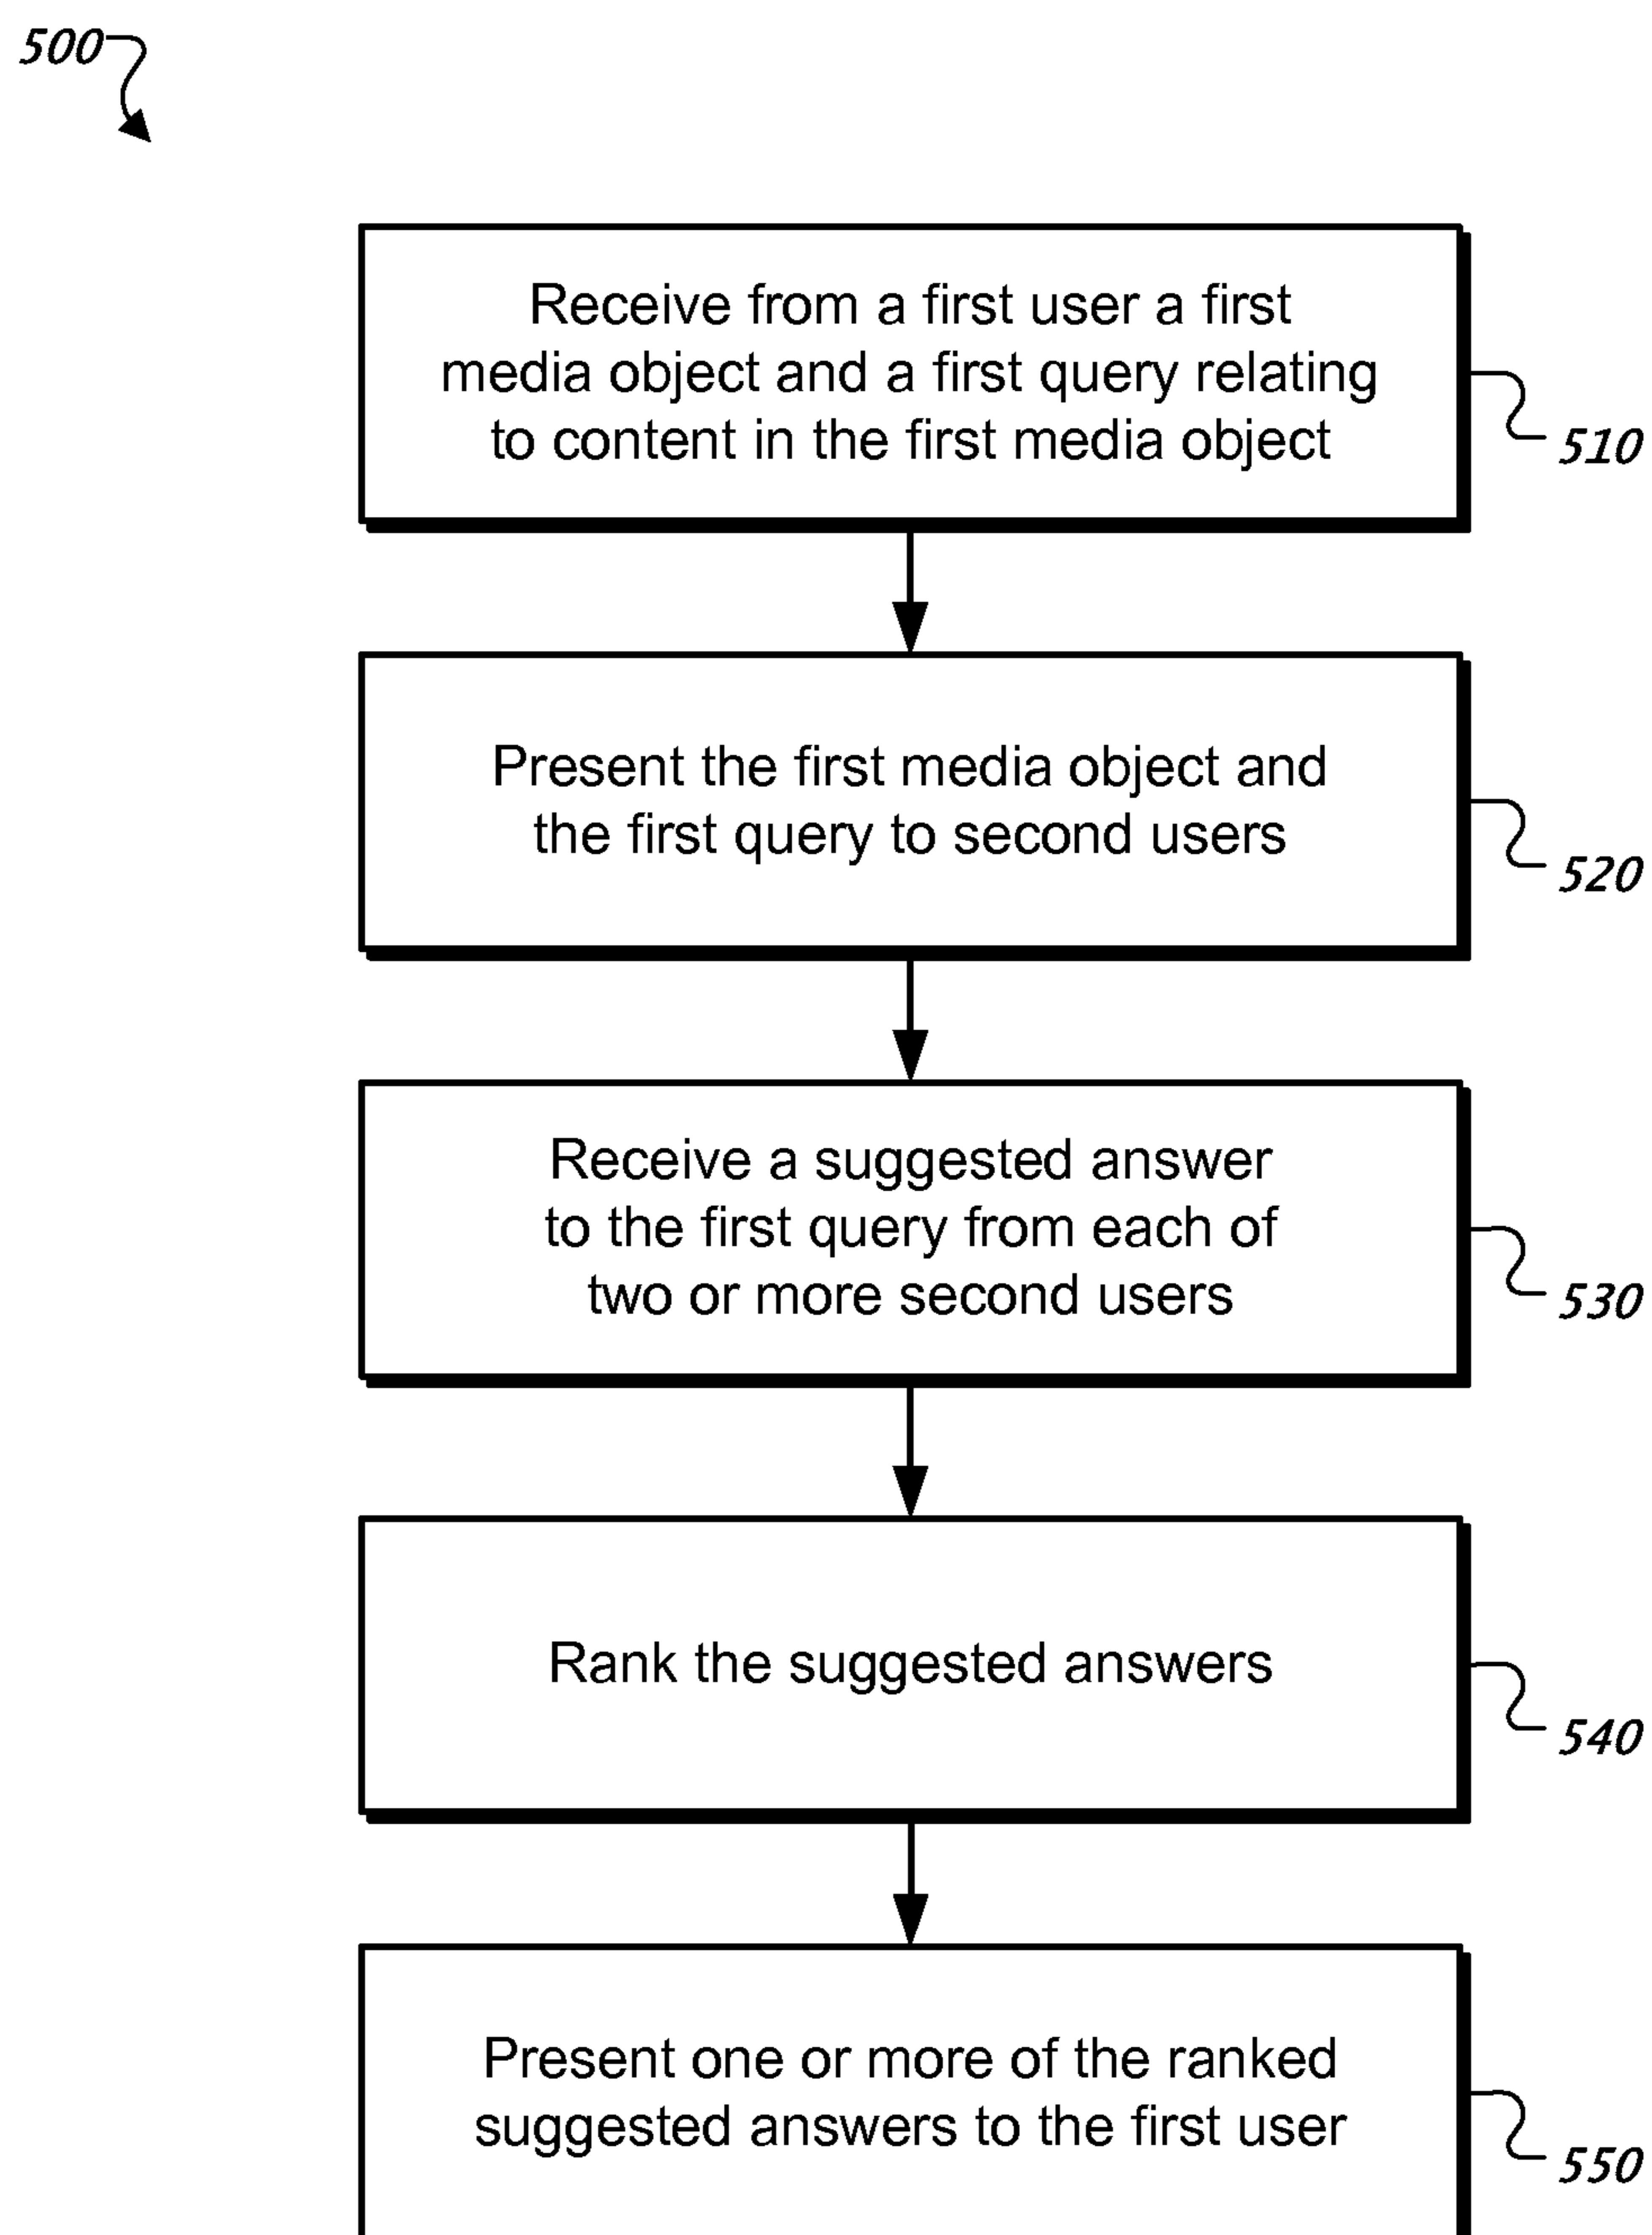 500
Receive from a first user a first
media object and a first query relating
to content in the first media object
510
Present the first media object and
the first query to second users
520
Receive a suggested answer
to the first query from each of
two or more second users
530
Rank the suggested answers
540
Present one or more of the ranked
suggested answers to the first user
550